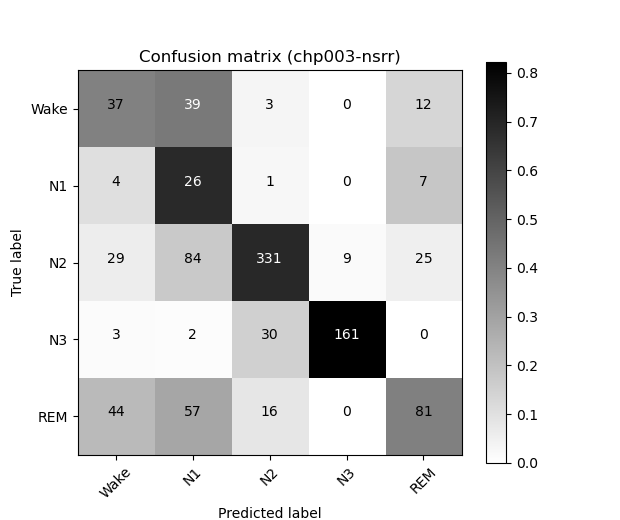 Confusion matrix (chp003-nsrr)
True label
Wake 37 39 3 0 12
N1 4 26 1 0 7
N2 29 84 331 9 25
N3 3 2 30 161 0
REM 44 57 16 0 81
Wake N1 N2 N3 REM
Predicted label
0.8
0.7
0.6
0.5
0.4
0.3
0.2
0.1
0.0